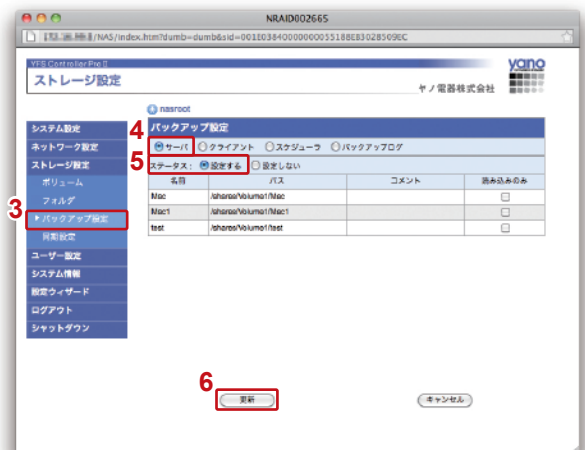 NRAID002665
/NAS/index.htm?dumb=dumb&sid=001E0384000000005518BE83028509EC
YFS Controller Pro II
ストレージ設定
ヤノ電器株式会社
yano
nasroot
システム設定
ネットワーク設定
ストレージ設定
ボリューム
フォルダ
3
バックアップ設定
同期設定
ユーザー設定
システム情報
設定ウィザード
ログアウト
シャットダウン
バックアップ設定
4
サーバ クライアント スケジューラ バックアップログ
5
ステータス: 設定する 設定しない
名前 パス コメント 読み込みのみ
Mac /shares/Volume1/Mac
Mac1 /shares/Volume1/Mac1
test /shares/Volume1/test
6
更新 キャンセル